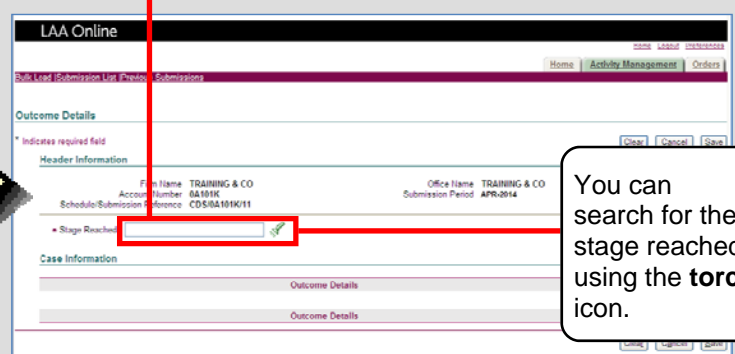 LAA Online
Home Logout Preferences
Home Activity Management Orders
Bulk Load |Submission List |Previous Submissions
Outcome Details
* Indicates required field
Clear Cancel Save
Header Information
Firm Name TRAINING & CO
Office Name TRAINING & CO
Account Number 0A101K
Submission Period APR-2014
Schedule/Submission Reference CDS/0A101K/11
* Stage Reached
Case Information
Outcome Details
Outcome Details
Clear Cancel Save
You can
search for the
stage reached
using the torc
icon.